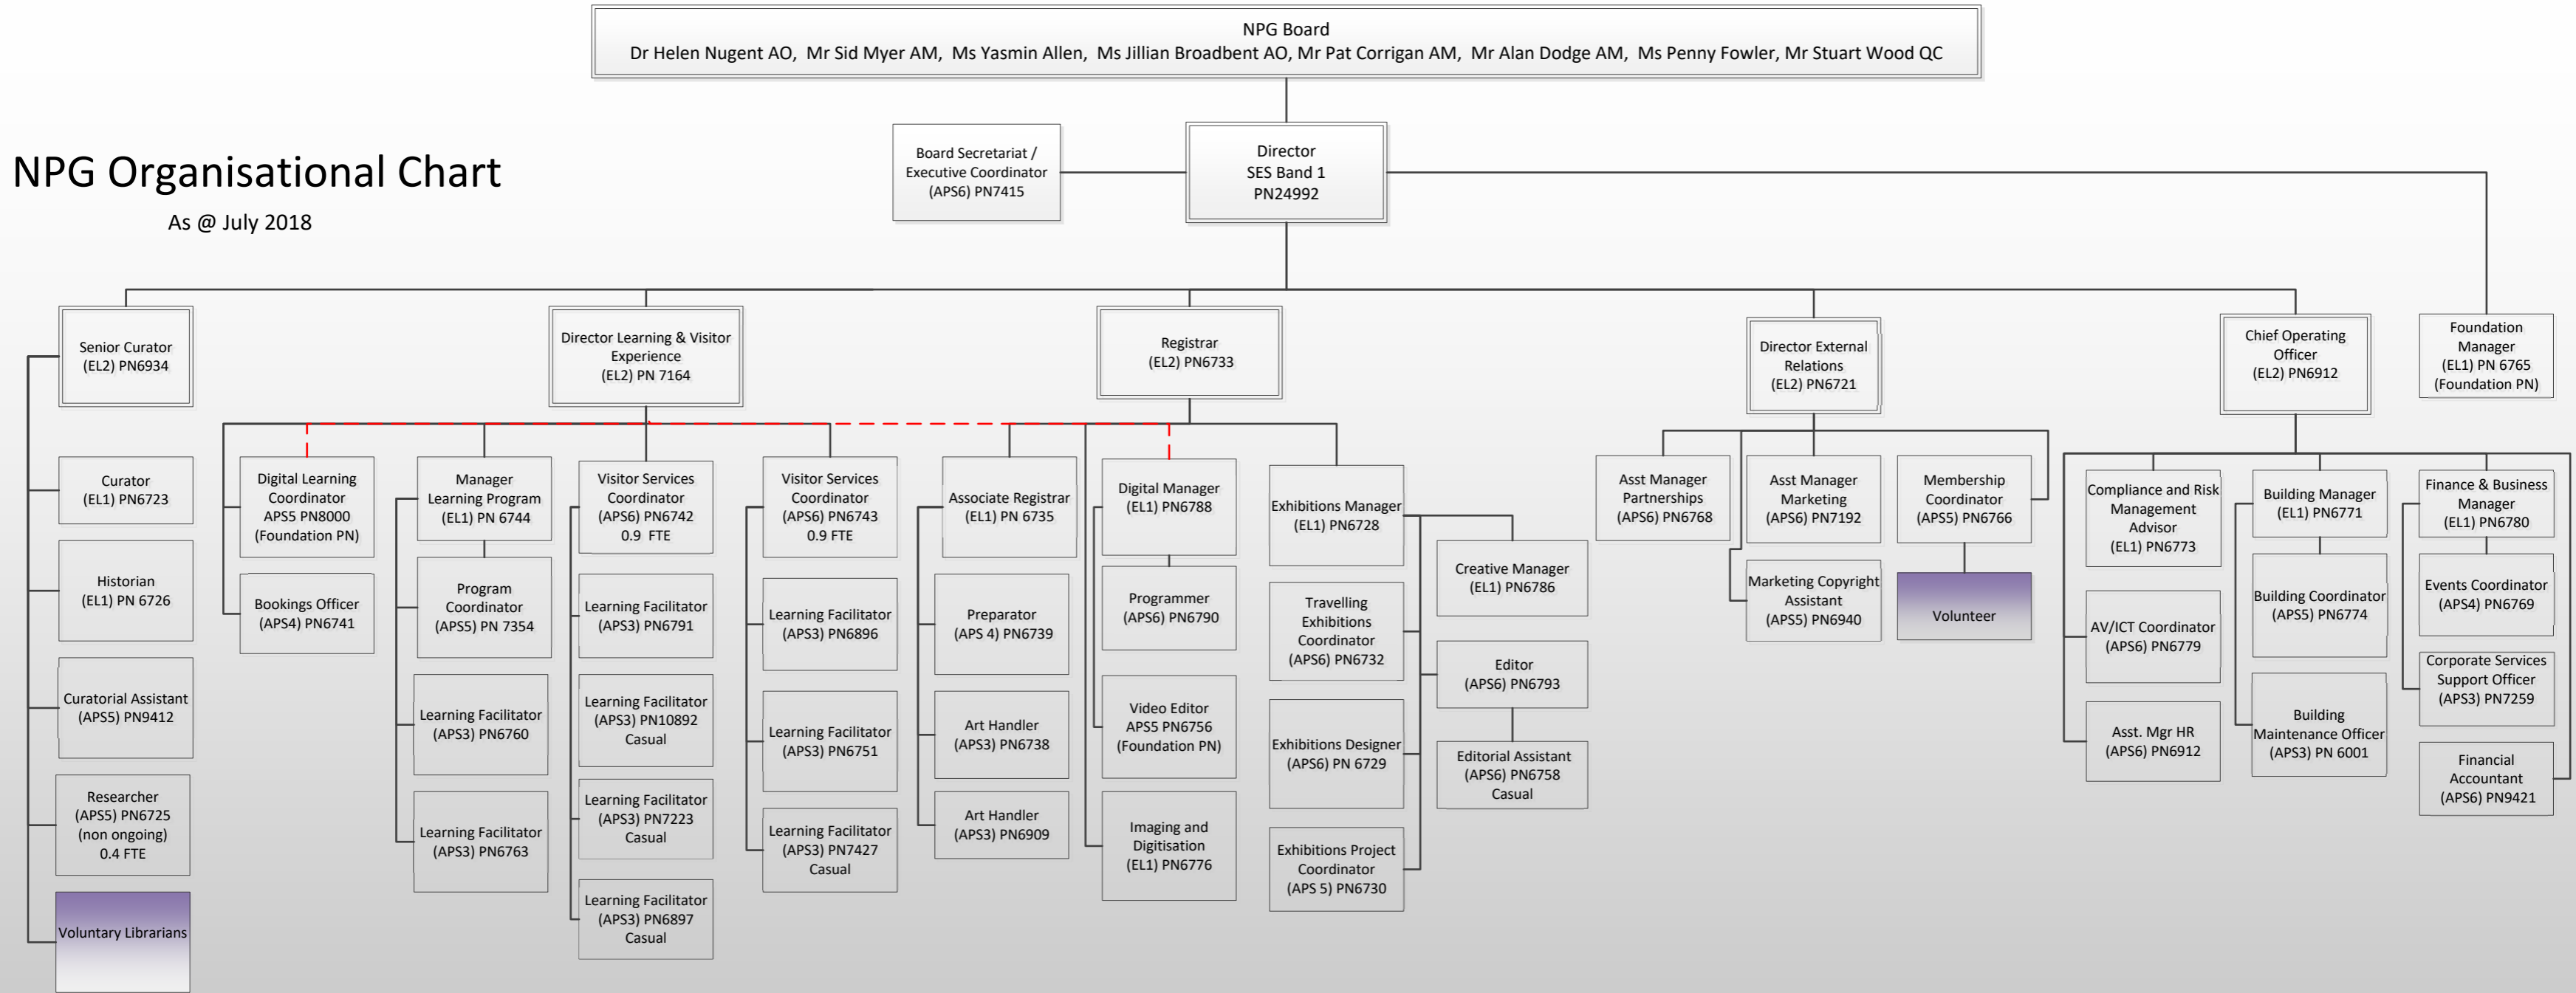 NPG Board
Dr Helen Nugent AO, Mr Sid Myer AM, Ms Yasmin Allen, Ms Jillian Broadbent AO, Mr Pat Corrigan AM, Mr Alan Dodge AM, Ms Penny Fowler, Mr Stuart Wood QC
NPG Organisational Chart
As @ July 2018
Board Secretariat /
Executive Coordinator
(APS6) PN7415
Director
SES Band 1
PN24992
Senior Curator
(EL2) PN6934
Director Learning & Visitor
Experience
(EL2) PN 7164
Registrar
(EL2) PN6733
Director External
Relations
(EL2) PN6721
Chief Operating
Officer
(EL2) PN6912
Foundation
Manager
(EL1) PN 6765
(Foundation PN)
Curator
(EL1) PN6723
Historian
(EL1) PN 6726
Curatorial Assistant
(APS5) PN9412
Researcher
(APS5) PN6725
(non ongoing)
0.4 FTE
Voluntary Librarians
Digital Learning
Coordinator
APS5 PN8000
(Foundation PN)
Bookings Officer
(APS4) PN6741
Manager
Learning Program
(EL1) PN 6744
Program
Coordinator
(APS5) PN 7354
Learning Facilitator
(APS3) PN6760
Learning Facilitator
(APS3) PN6763
Visitor Services
Coordinator
(APS6) PN6742
0.9 FTE
Learning Facilitator
(APS3) PN6791
Learning Facilitator
(APS3) PN10892
Casual
Learning Facilitator
(APS3) PN7223
Casual
Learning Facilitator
(APS3) PN6897
Casual
Visitor Services
Coordinator
(APS6) PN6743
0.9 FTE
Learning Facilitator
(APS3) PN6896
Learning Facilitator
(APS3) PN6751
Learning Facilitator
(APS3) PN7427
Casual
Associate Registrar
(EL1) PN 6735
Preparator
(APS 4) PN6739
Art Handler
(APS3) PN6738
Art Handler
(APS3) PN6909
Digital Manager
(EL1) PN6788
Programmer
(APS6) PN6790
Video Editor
APS5 PN6756
(Foundation PN)
Imaging and
Digitisation
(EL1) PN6776
Exhibitions Manager
(EL1) PN6728
Travelling
Exhibitions
Coordinator
(APS6) PN6732
Exhibitions Designer
(APS6) PN 6729
Exhibitions Project
Coordinator
(APS 5) PN6730
Creative Manager
(EL1) PN6786
Editor
(APS6) PN6793
Editorial Assistant
(APS6) PN6758
Casual
Asst Manager
Partnerships
(APS6) PN6768
Asst Manager
Marketing
(APS6) PN7192
Marketing Copyright
Assistant
(APS5) PN6940
Membership
Coordinator
(APS5) PN6766
Volunteer
Compliance and Risk
Management
Advisor
(EL1) PN6773
AV/ICT Coordinator
(APS6) PN6779
Asst. Mgr HR
(APS6) PN6912
Building Manager
(EL1) PN6771
Building Coordinator
(APS5) PN6774
Building
Maintenance Officer
(APS3) PN 6001
Finance & Business
Manager
(EL1) PN6780
Events Coordinator
(APS4) PN6769
Corporate Services
Support Officer
(APS3) PN7259
Financial
Accountant
(APS6) PN9421